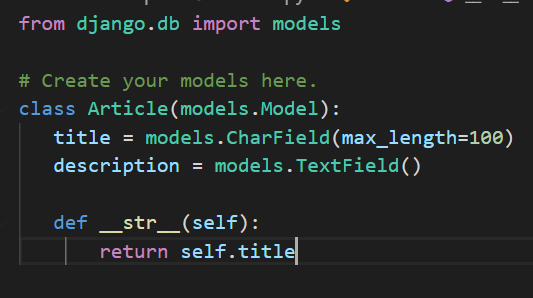 from django.db import models
# Create your models here.
class Article(models.Model):
title = models.CharField(max_length=100)
description = models.TextField()
def __str__(self):
return self.title